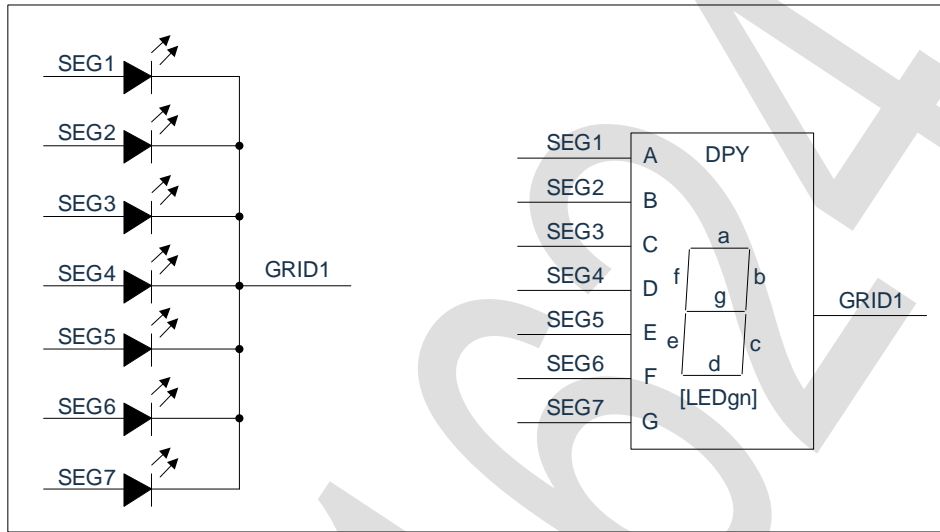 SEG1
SEG2
SEG3
SEG4
GRID1
SEG5
SEG6
SEG7
SEG1
A
DPY
SEG2
B
SEG3
C
a
SEG4
D
f
b
g
GRID1
SEG5
E
e
c
SEG6
F
d
[LEDgn]
SEG7
G